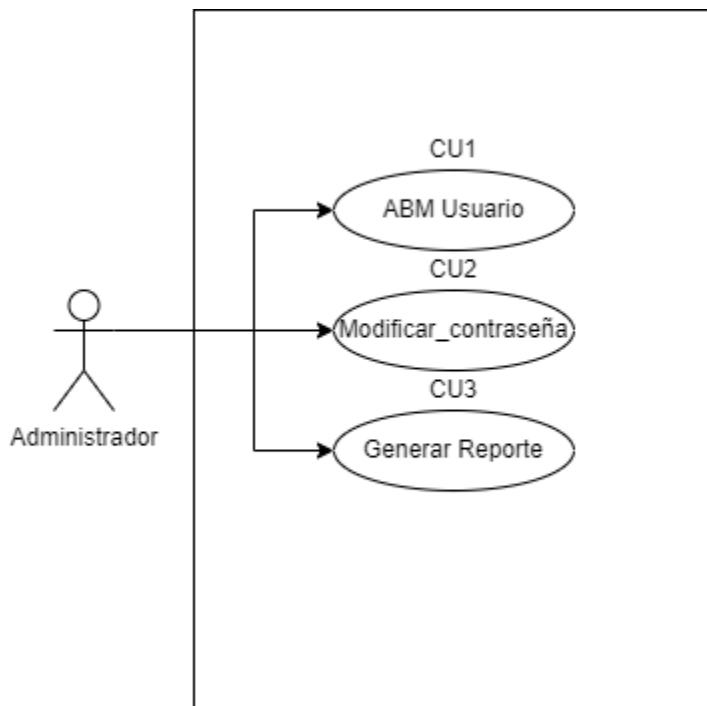 CU1
ABM Usuario
CU2
Modificar_contraseña
CU3
Generar Reporte
Administrador